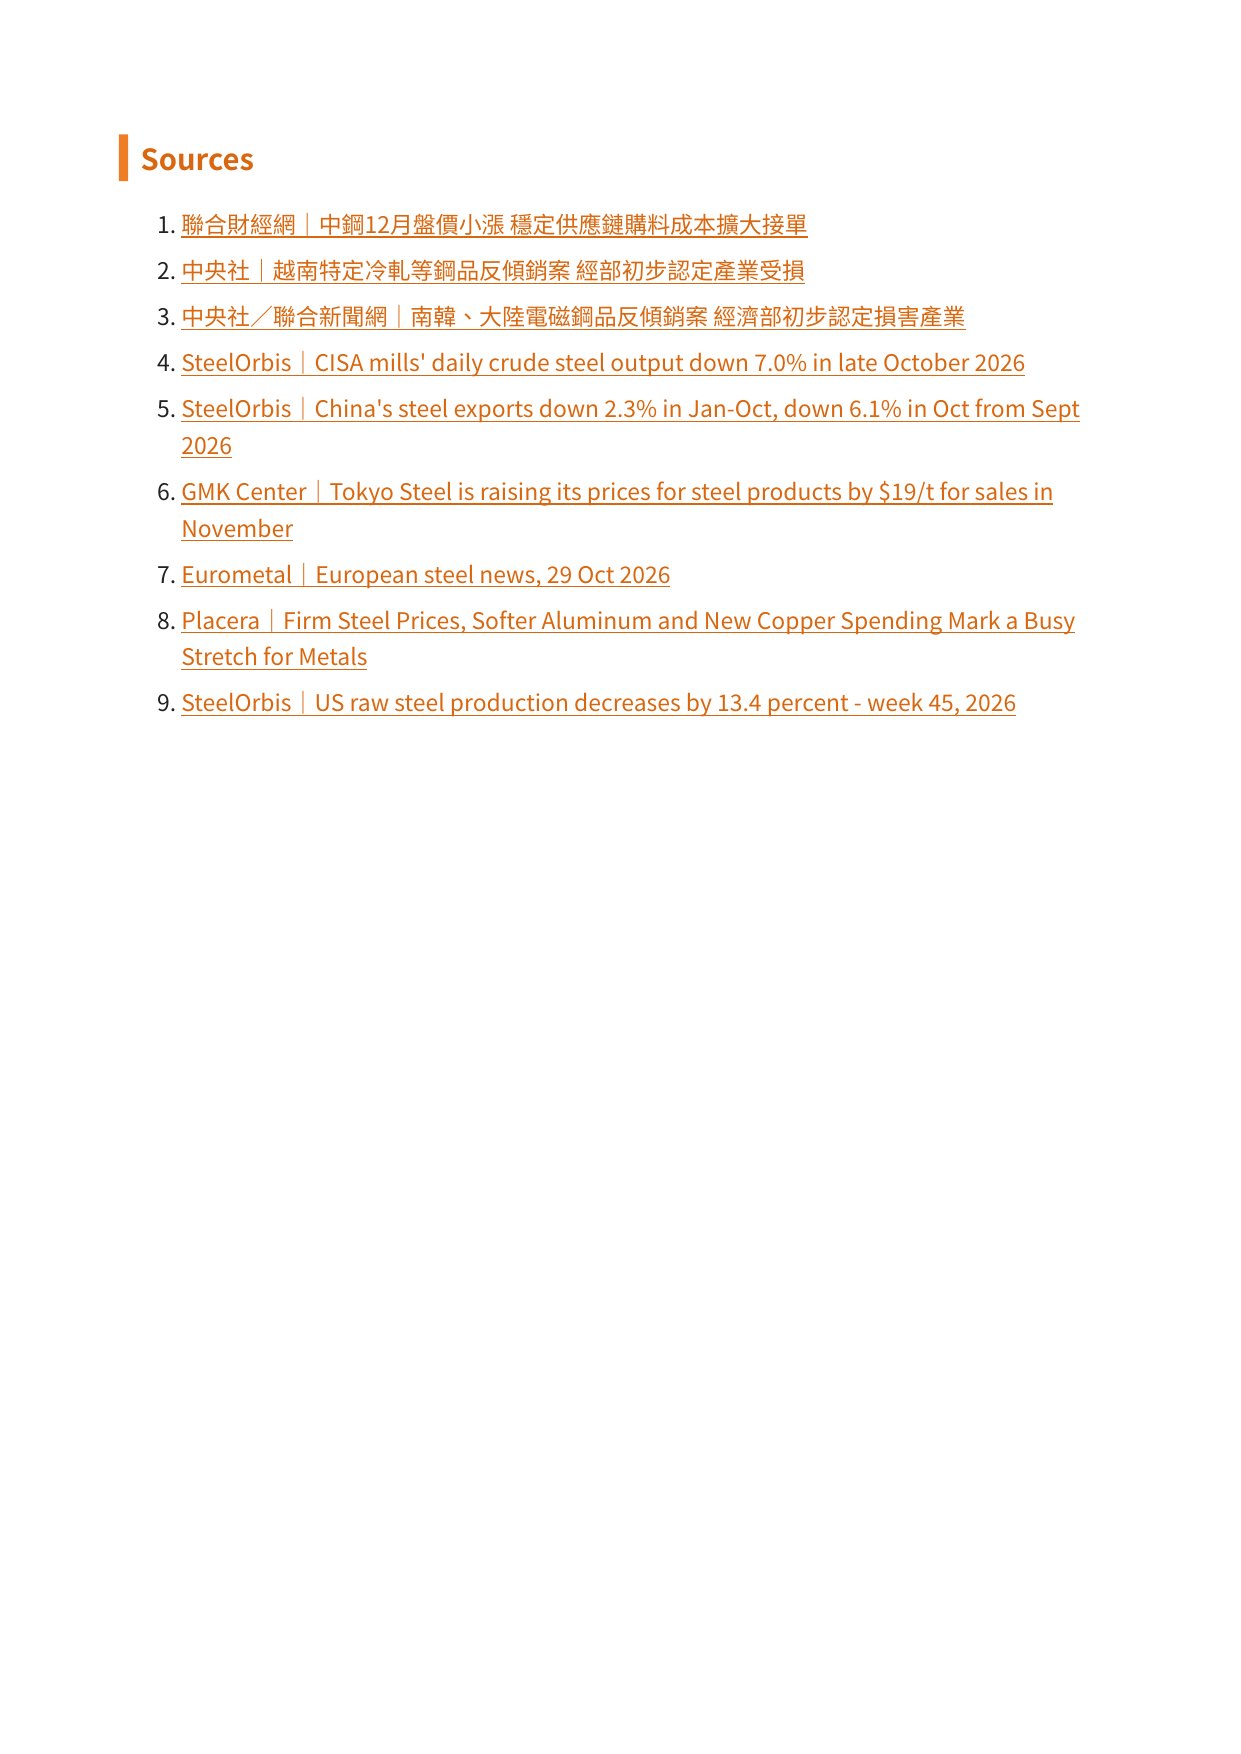 Sources
1. 聯合財經網｜中鋼12月盤價小漲 穩定供應鏈購料成本擴大接單
2. 中央社｜越南特定冷軋等鋼品反傾銷案 經部初步認定產業受損
3. 中央社／聯合新聞網｜南韓、大陸電磁鋼品反傾銷案 經濟部初步認定損害產業
4. SteelOrbis｜CISA mills' daily crude steel output down 7.0% in late October 2026
5. SteelOrbis｜China's steel exports down 2.3% in Jan-Oct, down 6.1% in Oct from Sept
2026
6. GMK Center｜Tokyo Steel is raising its prices for steel products by $19/t for sales in
November
7. Eurometal｜European steel news, 29 Oct 2026
8. Placera｜Firm Steel Prices, Softer Aluminum and New Copper Spending Mark a Busy
Stretch for Metals
9. SteelOrbis｜US raw steel production decreases by 13.4 percent - week 45, 2026